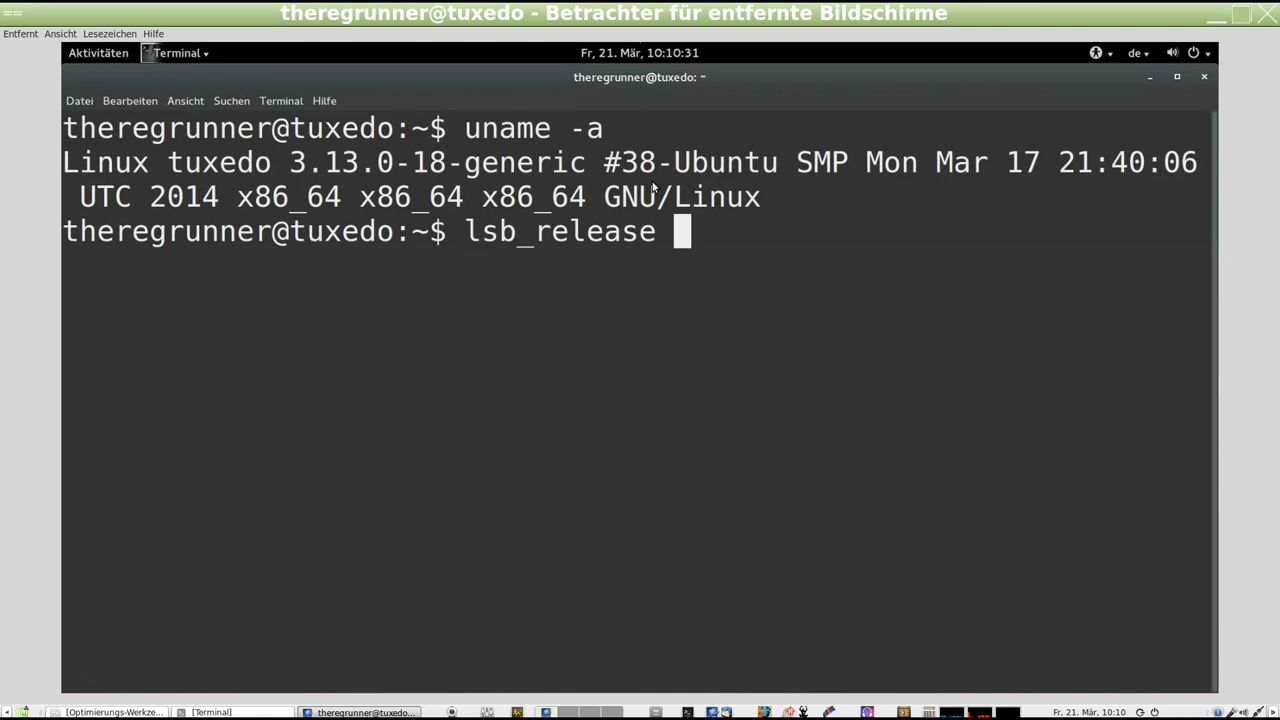 theregrunner@tuxedo - Betrachter für entfernte Bildschirme
Entfernt Ansicht Lesezeichen Hilfe
Aktivitäten Terminal Fr, 21. Mär, 10:10:31 de
theregrunner@tuxedo: ~
Datei Bearbeiten Ansicht Suchen Terminal Hilfe
theregrunner@tuxedo:~$ uname -a
Linux tuxedo 3.13.0-18-generic #38-Ubuntu SMP Mon Mar 17 21:40:06
UTC 2014 x86_64 x86_64 x86_64 GNU/Linux
theregrunner@tuxedo:~$ lsb_release
[Optimierungs-Werkze... [Terminal] theregrunner@tuxedo... Fr, 21. Mär, 10:10